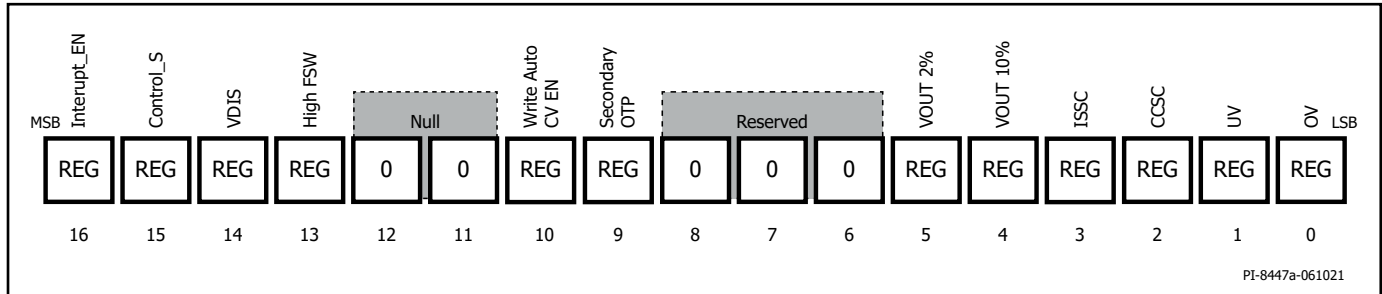 MSB
Interupt_EN
Control_S
VDIS
High FSW
Null
Write Auto
CV EN
Secondary
OTP
Reserved
VOUT 2%
VOUT 10%
ISSC
CCSC
UV
OV
LSB
REG REG REG REG 0 0 REG REG 0 0 0 REG REG REG REG REG REG
16 15 14 13 12 11 10 9 8 7 6 5 4 3 2 1 0
PI-8447a-061021